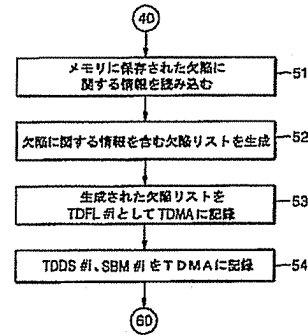 40
メモリに保存された欠陥に
関する情報を読み込む
51
欠陥に関する情報を含む欠陥リストを生成
52
生成された欠陥リストを
TDFL #iとしてTDMAに記録
53
TDDS #i、SBM #iをTDMAに記録
54
60